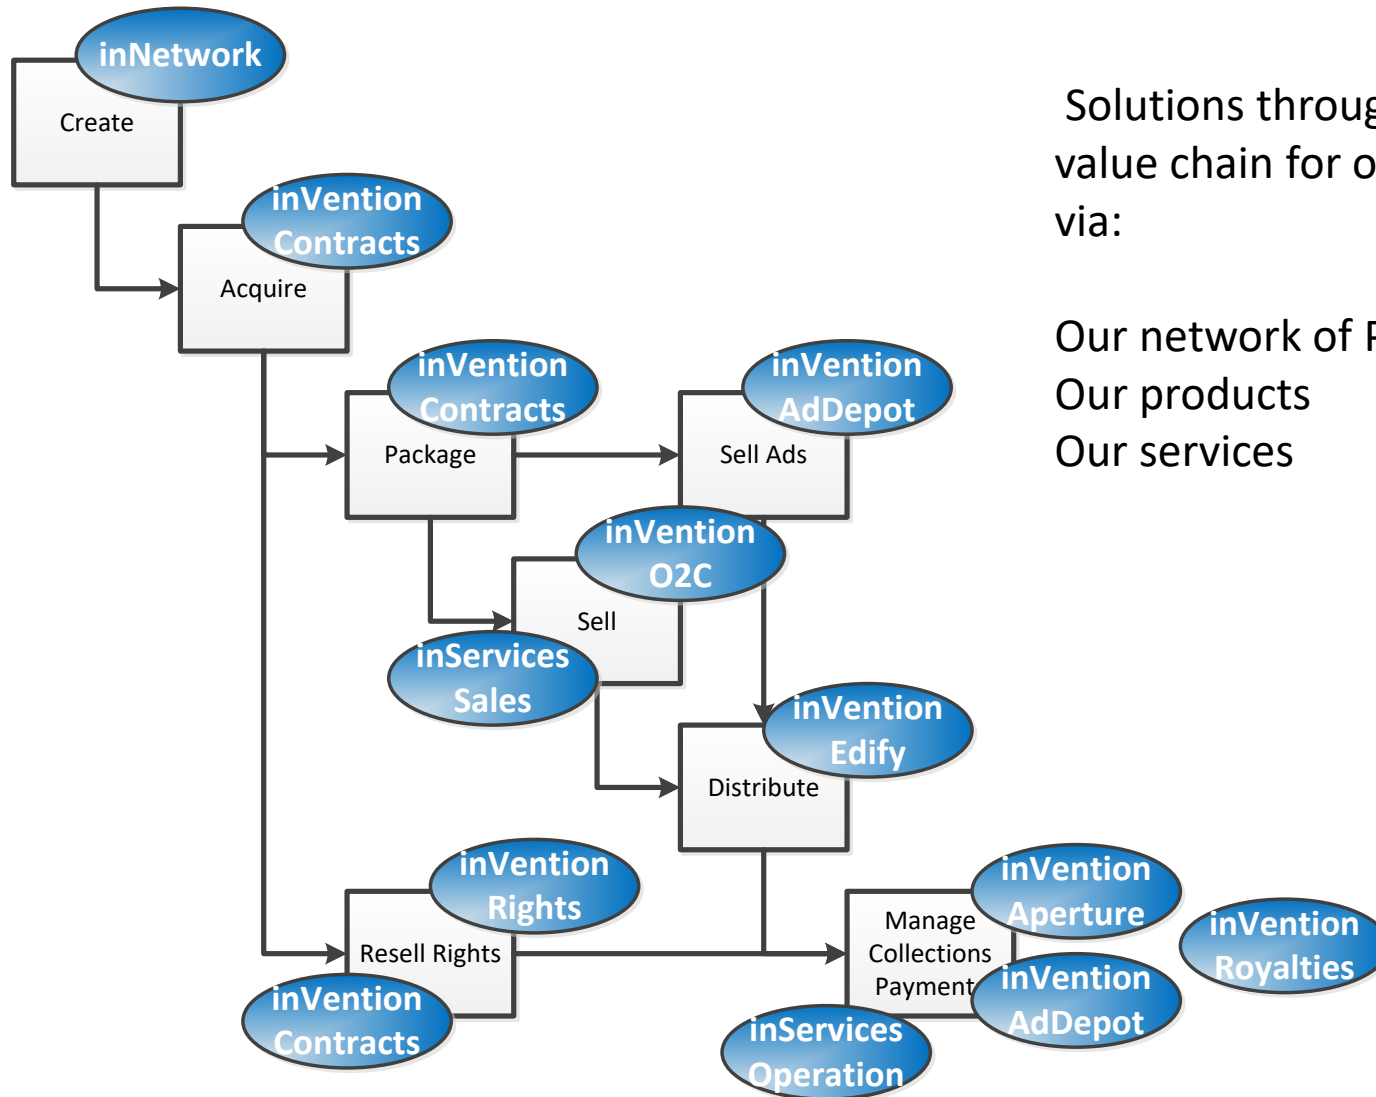 inNetwork
Create
inVention
Contracts
Acquire
inVention
Contracts
Package
inVention
AdDepot
Sell Ads
inVention
O2C
Sell
inServices
Sales
inVention
Edify
Distribute
inVention
Rights
Resell Rights
inVention
Contracts
Manage
Collections
Payment
inVention
Aperture
inVention
AdDepot
inServices
Operation
inVention
Royalties
Solutions
value chain for
via:
Our network of
Our products
Our services